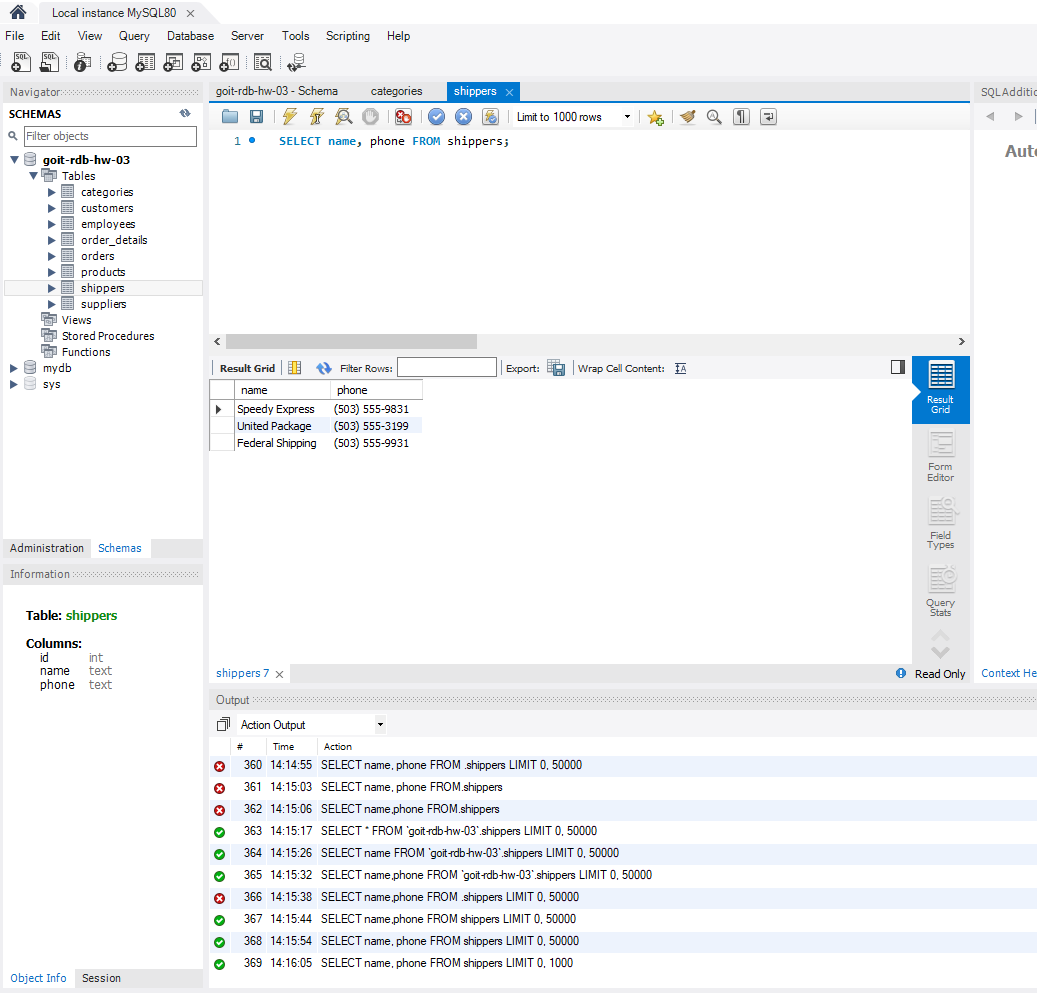 Local instance MySQL80
File Edit View Query Database Server Tools Scripting Help
Navigator
SCHEMAS
Filter objects
goit-rdb-hw-03
Tables
categories
customers
employees
order_details
orders
products
shippers
suppliers
Views
Stored Procedures
Functions
mydb
sys
Administration Schemas
Information
Table: shippers
Columns:
id int
name text
phone text
Object Info Session
goit-rdb-hw-03 - Schema categories shippers
Limit to 1000 rows
1 SELECT name, phone FROM shippers;
Result Grid Filter Rows: Export: Wrap Cell Content:
name phone
Speedy Express (503) 555-9831
United Package (503) 555-3199
Federal Shipping (503) 555-9931
Result
Grid
Form
Editor
Field
Types
Query
Stats
shippers 7 Read Only
Output
Action Output
# Time Action
360 14:14:55 SELECT name, phone FROM .shippers LIMIT 0, 50000
361 14:15:03 SELECT name, phone FROM.shippers
362 14:15:06 SELECT name,phone FROM.shippers
363 14:15:17 SELECT * FROM `goit-rdb-hw-03`.shippers LIMIT 0, 50000
364 14:15:26 SELECT name FROM `goit-rdb-hw-03`.shippers LIMIT 0, 50000
365 14:15:32 SELECT name,phone FROM `goit-rdb-hw-03`.shippers LIMIT 0, 50000
366 14:15:38 SELECT name,phone FROM .shippers LIMIT 0, 50000
367 14:15:44 SELECT name,phone FROM shippers LIMIT 0, 50000
368 14:15:54 SELECT name, phone FROM shippers LIMIT 0, 50000
369 14:16:05 SELECT name, phone FROM shippers LIMIT 0, 1000
SQLAdditio
Auto
Context He